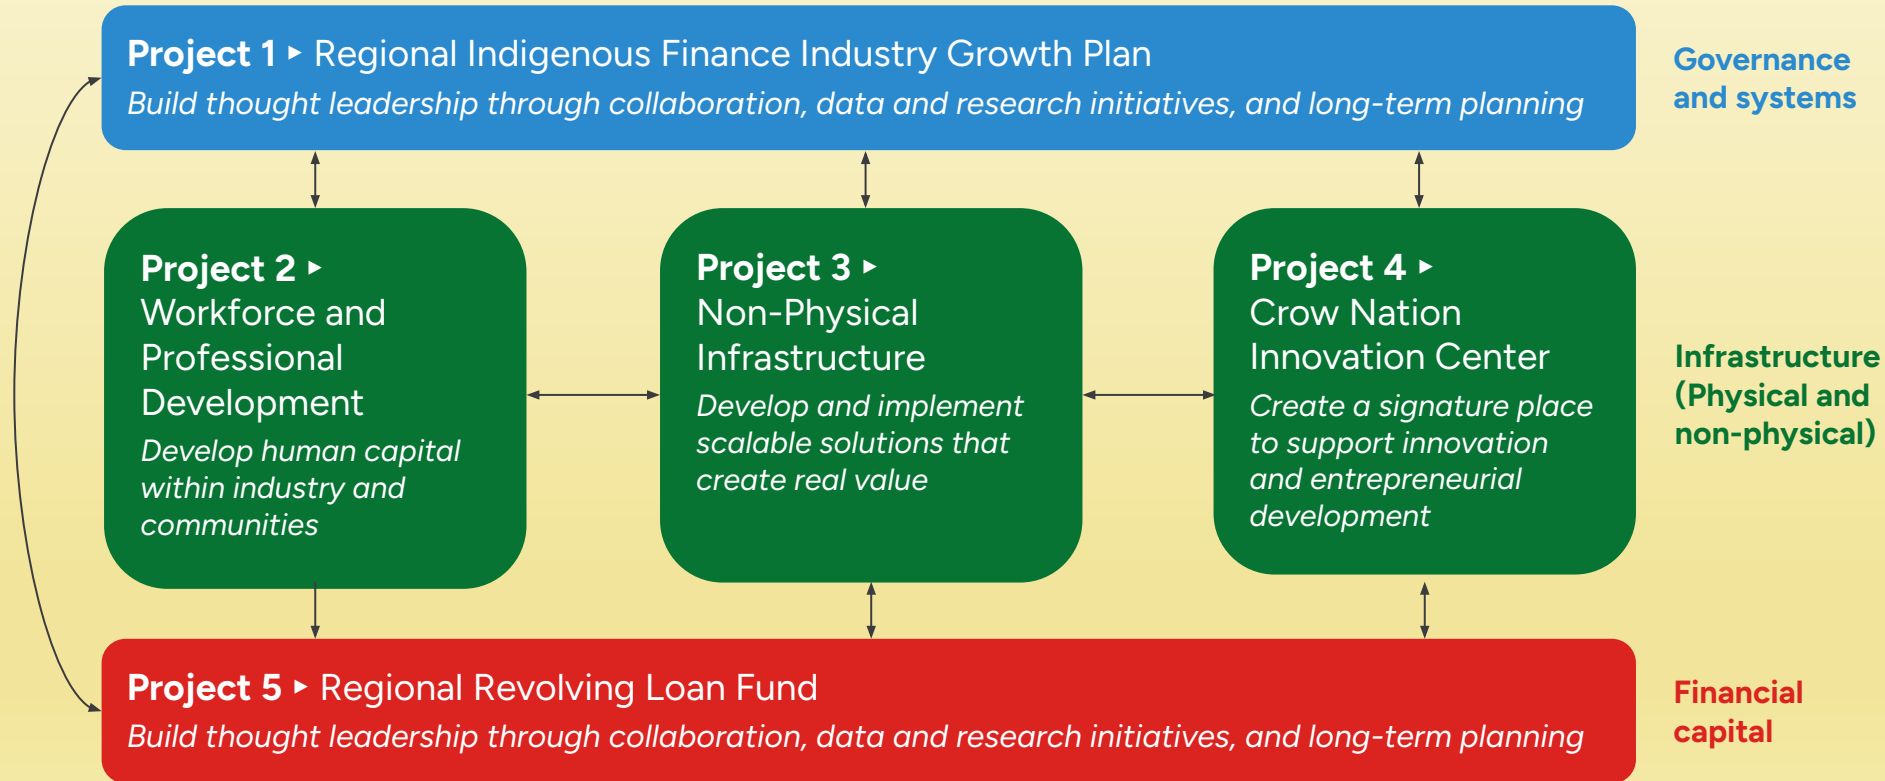 Project 1 ▸ Regional Indigenous Finance Industry Growth Plan
Build thought leadership through collaboration, data and research initiatives, and long-term planning
Governance
and systems
Project 2 ▸
Workforce and
Professional
Development
Develop human capital
within industry and
communities
Project 3 ▸
Non-Physical
Infrastructure
Develop and implement
scalable solutions that
create real value
Project 4 ▸
Crow Nation
Innovation Center
Create a signature place
to support innovation
and entrepreneurial
development
Infrastructure
(Physical and
non-physical)
Project 5 ▸ Regional Revolving Loan Fund
Build thought leadership through collaboration, data and research initiatives, and long-term planning
Financial
capital